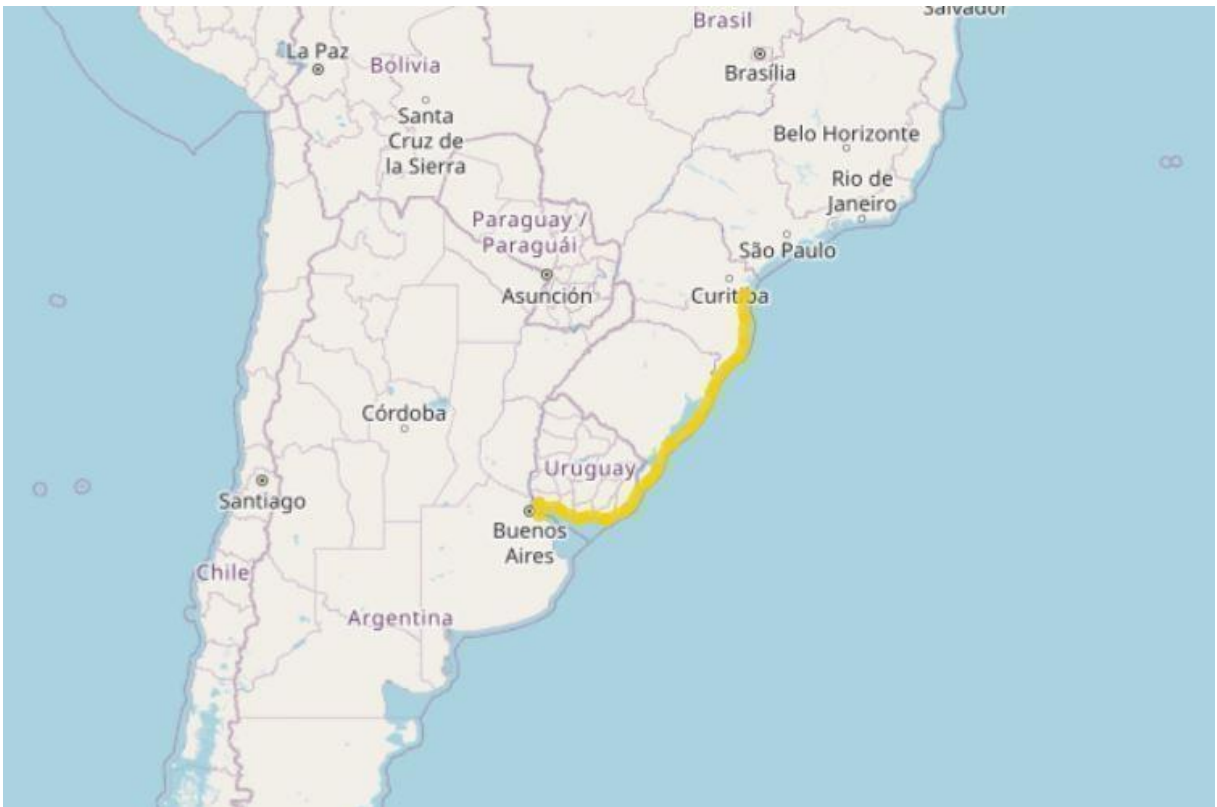 Salvador
Brasil
La Paz
Bolivia
Brasília
Santa
Cruz de
la Sierra
Belo Horizonte
Rio de
Janeiro
Paraguay /
Paraguái
São Paulo
Asunción
Curitiba
Córdoba
Uruguay
Santiago
Buenos
Aires
Chile
Argentina